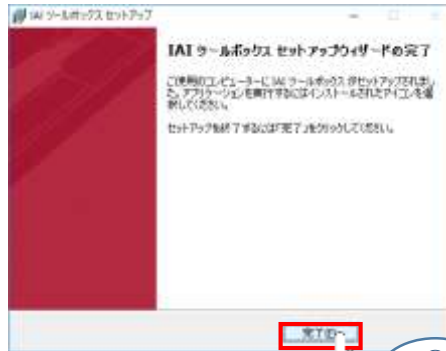 IAI ツールボックス セットアップ
IAI ツールボックス セットアップウィザードの完了
ご使用のコンピューターに IAI ツールボックス がセットアップされまし
た。アプリケーションを実行するにはインストールされたアイコンを選
択してください。
セットアップを終了するには「完了」をクリックしてください。
完了(F)